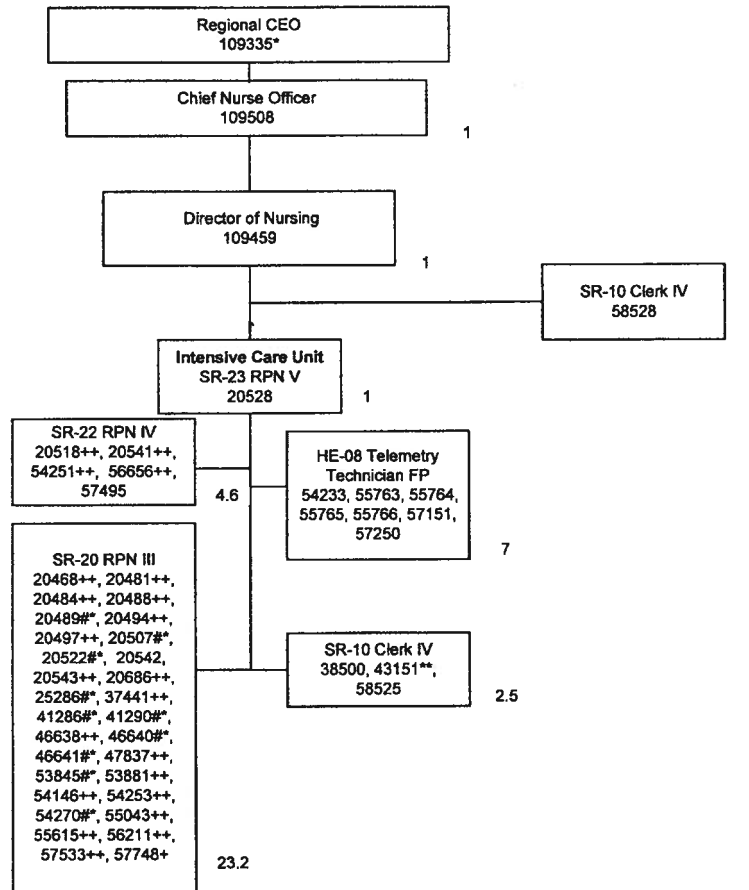 Regional CEO
109335*
Chief Nurse Officer
109508
1
Director of Nursing
109459
1
SR-10 Clerk IV
58528
Intensive Care Unit
SR-23 RPN V
20528
1
SR-22 RPN IV
20518++, 20541++,
54251++, 56656++,
57495
4.6
HE-08 Telemetry
Technician FP
54233, 55763, 55764,
55765, 55766, 57151,
57250
7
SR-20 RPN III
20468++, 20481++,
20484++, 20488++,
20489#*, 20494++,
20497++, 20507#*,
20522#*, 20542,
20543++, 20686++,
25286#*, 37441++,
41286#*, 41290#*,
46638++, 46640#*,
46641#*, 47837++,
53845#*, 53881++,
54146++, 54253++,
54270#*, 55043++,
55615++, 56211++,
57533++, 57748+
23.2
SR-10 Clerk IV
38500, 43151**,
58525
2.5